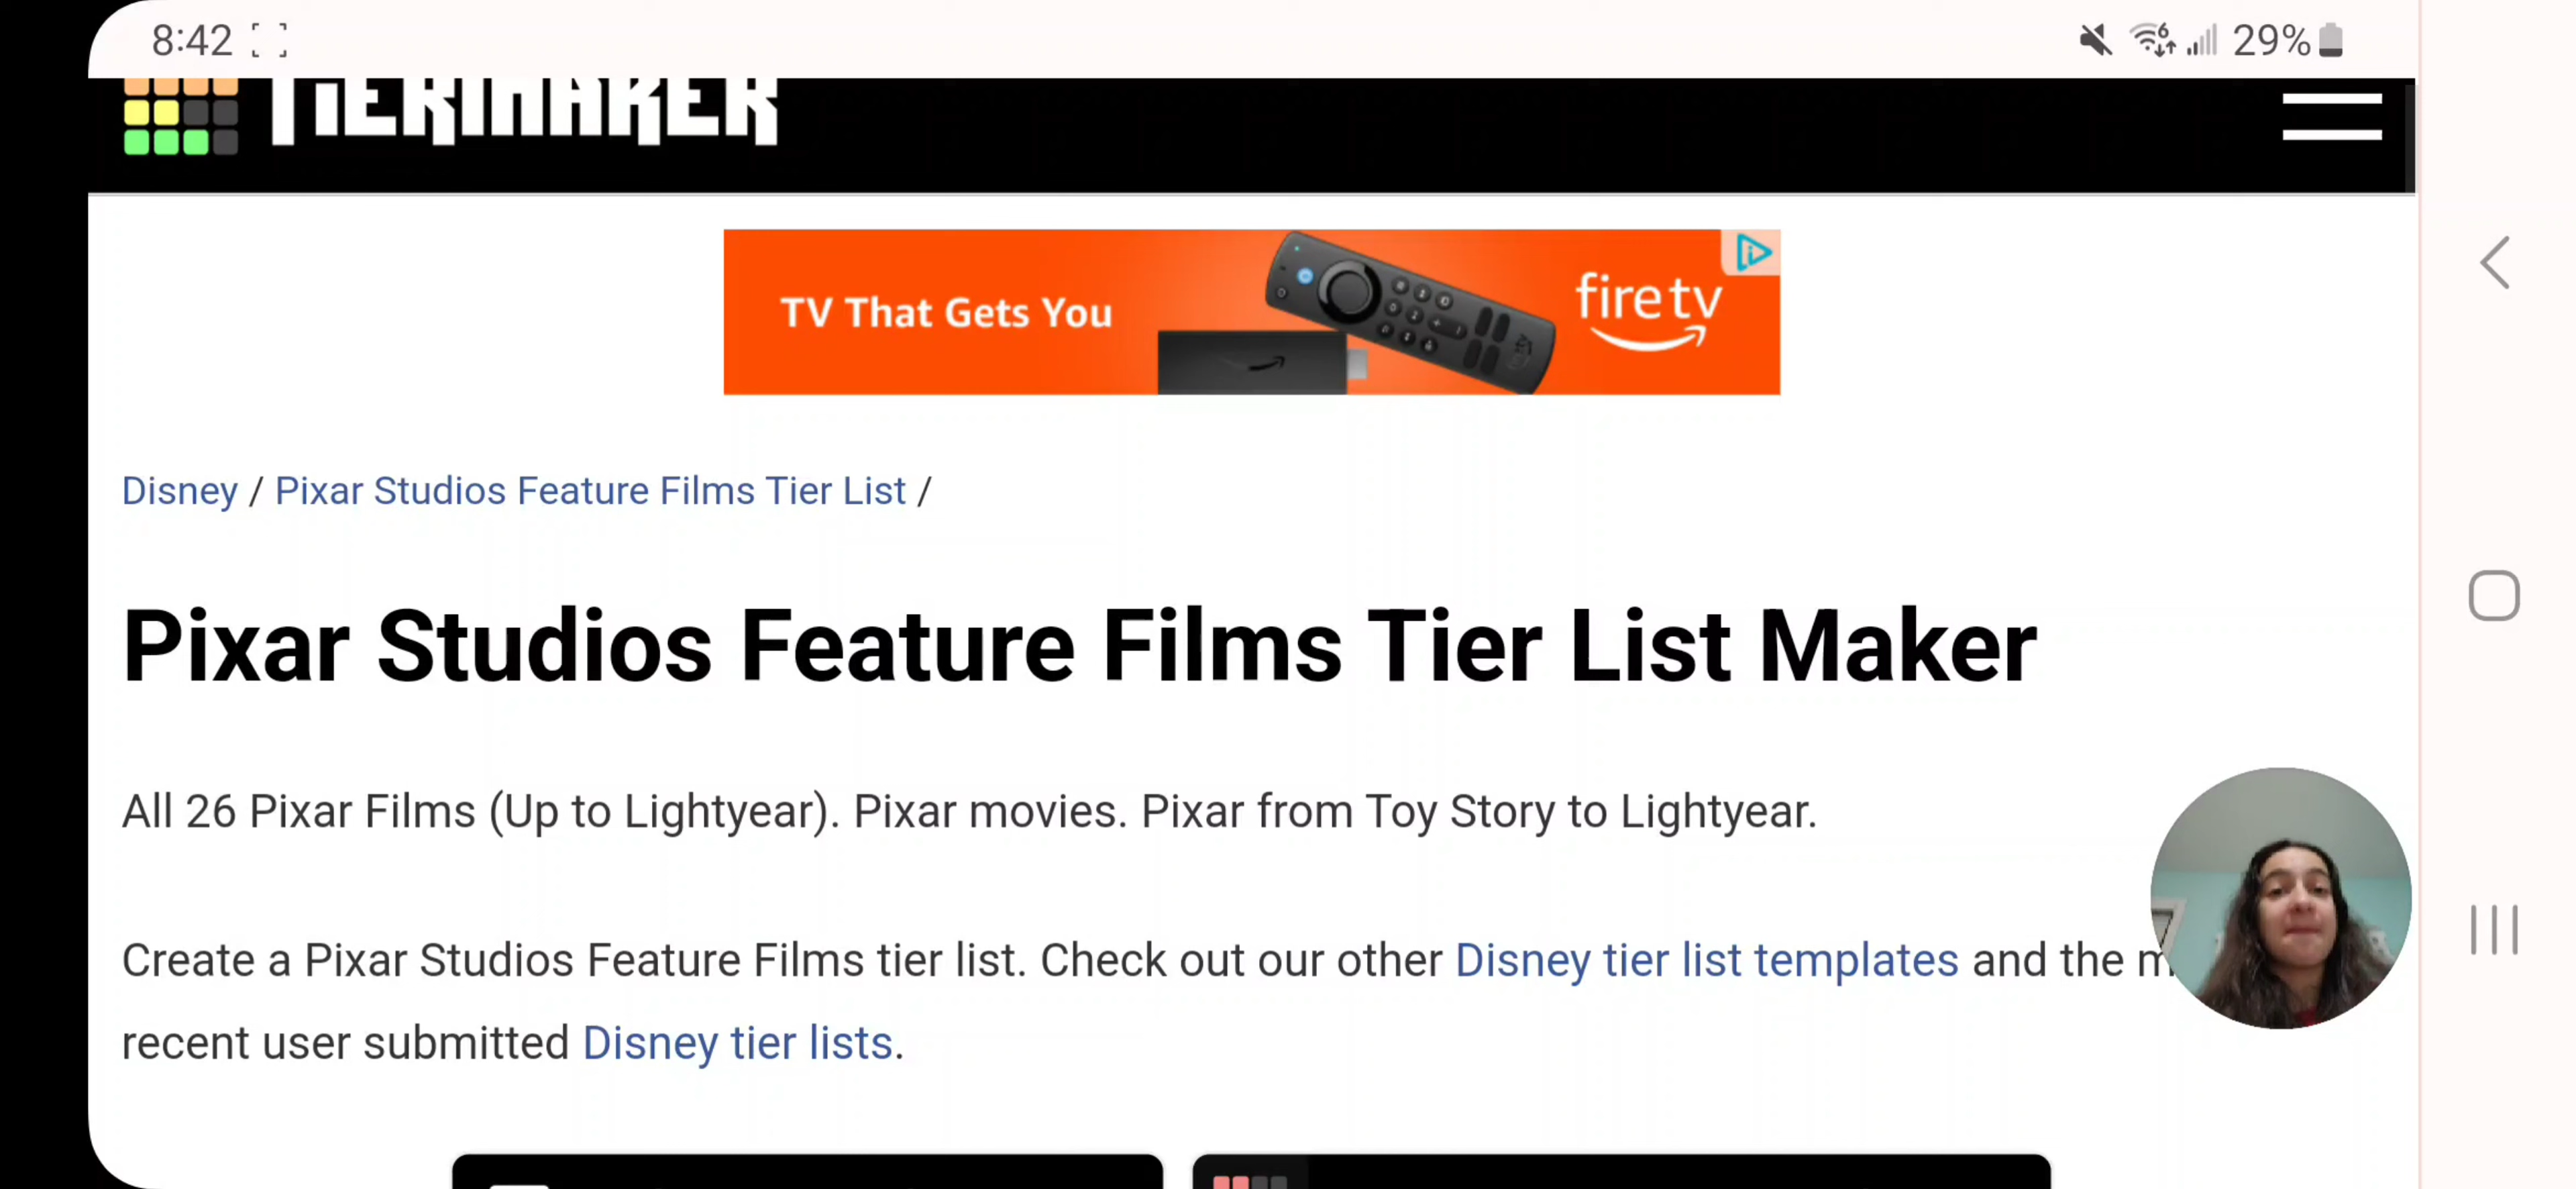 8:42
6 29%
TIERMAKER
TV That Gets You
fire tv
Disney / Pixar Studios Feature Films Tier List /
Pixar Studios Feature Films Tier List Maker
All 26 Pixar Films (Up to Lightyear). Pixar movies. Pixar from Toy Story to Lightyear.
Create a Pixar Studios Feature Films tier list. Check out our other Disney tier list templates and the m
recent user submitted Disney tier lists.